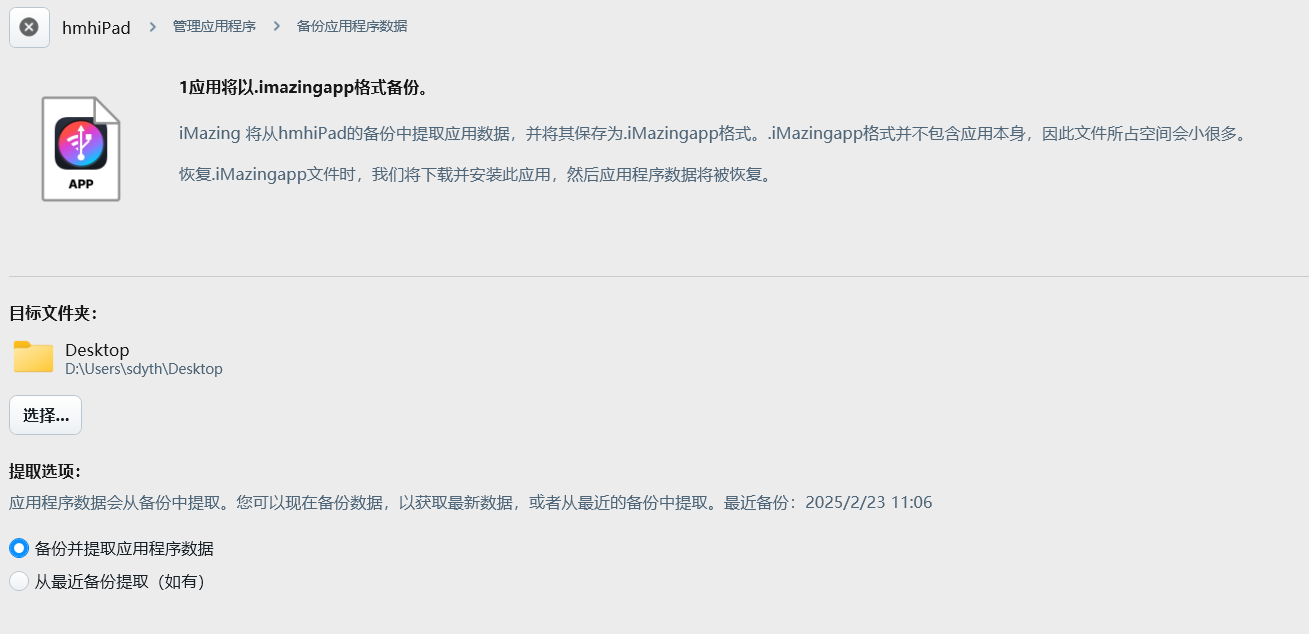 hmhiPad > 管理应用程序 > 备份应用程序数据
1应用将以.imazingapp格式备份。
iMazing 将从hmhiPad的备份中提取应用数据，并将其保存为.iMazingapp格式。.iMazingapp格式并不包含应用本身，因此文件所占空间会小很多。
APP
恢复.iMazingapp文件时，我们将下载并安装此应用，然后应用程序数据将被恢复。
目标文件夹：
Desktop
D:\Users\sdyth\Desktop
选择...
提取选项：
应用程序数据会从备份中提取。您可以现在备份数据，以获取最新数据，或者从最近的备份中提取。最近备份：2025/2/23 11:06
备份并提取应用程序数据
从最近备份提取（如有）